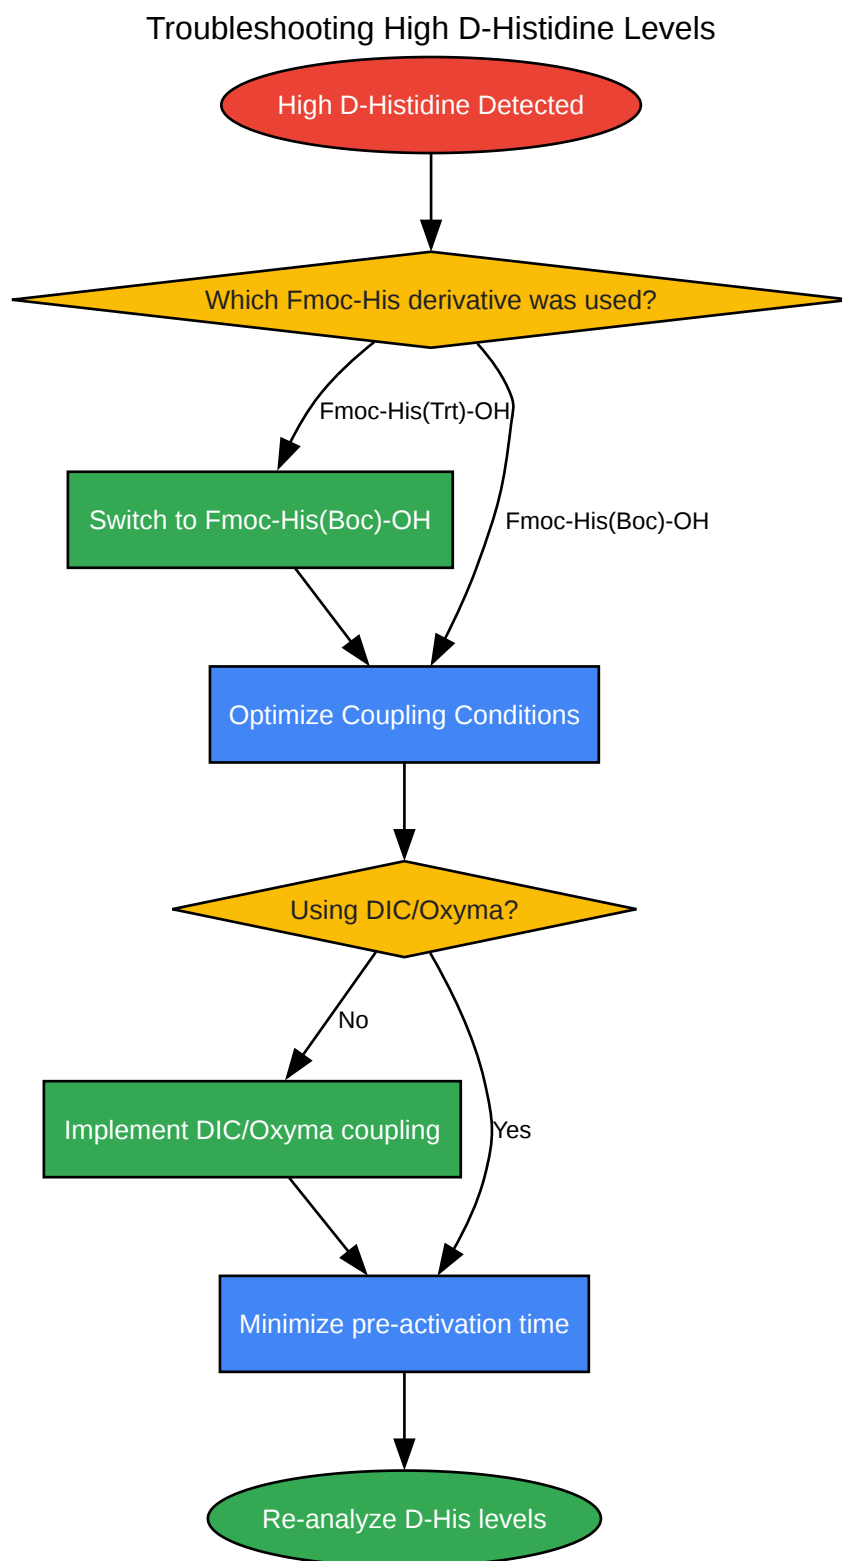 Troubleshooting High D-Histidine Levels
High D-Histidine Detected
Which Fmoc-His derivative was used?
Fmoc-His(Trt)-OH
Switch to Fmoc-His(Boc)-OH
Fmoc-His(Boc)-OH
Optimize Coupling Conditions
Using DIC/Oxyma?
No
Implement DIC/Oxyma coupling
Yes
Minimize pre-activation time
Re-analyze D-His levels